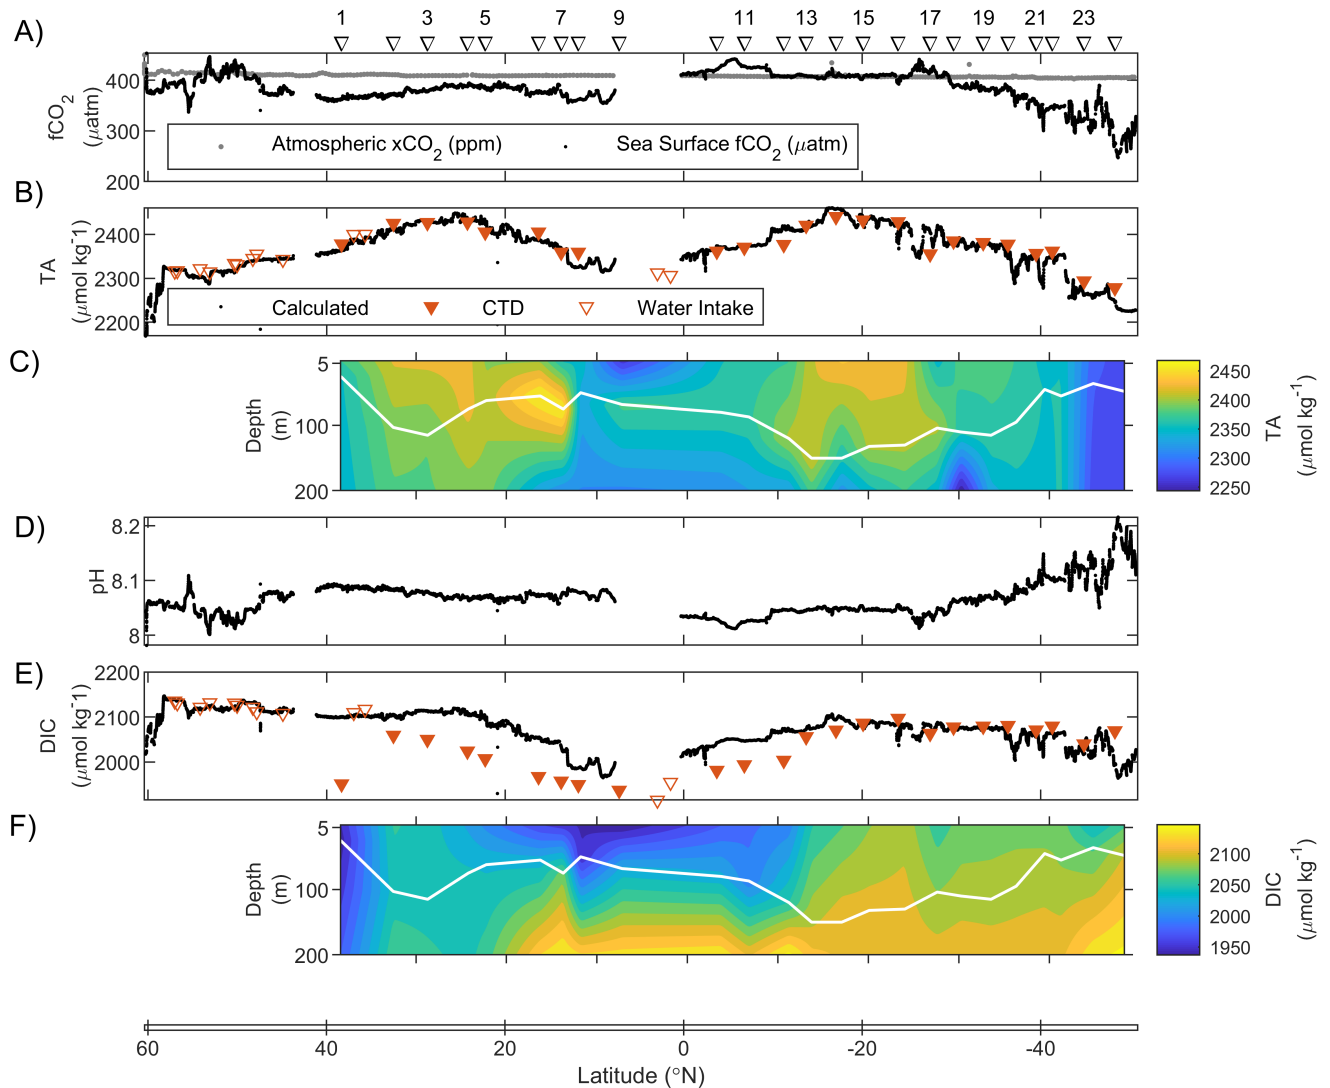 1 3 5 7 9 11 13 15 17 19 21 23
A)
400
300
200
fCO2
(μatm)
Atmospheric xCO2 (ppm)
Sea Surface fCO2 (μatm)
B)
2400
2300
2200
TA
(μmol kg-1)
Calculated
CTD
Water Intake
C)
5
100
200
Depth
(m)
2450
2400
2350
2300
2250
TA
(μmol kg-1)
D)
8.2
8.1
8
pH
E)
2200
2100
2000
DIC
(μmol kg-1)
F)
5
100
200
Depth
(m)
2100
2050
2000
1950
DIC
(μmol kg-1)
60 40 20 0 -20 -40
Latitude (°N)